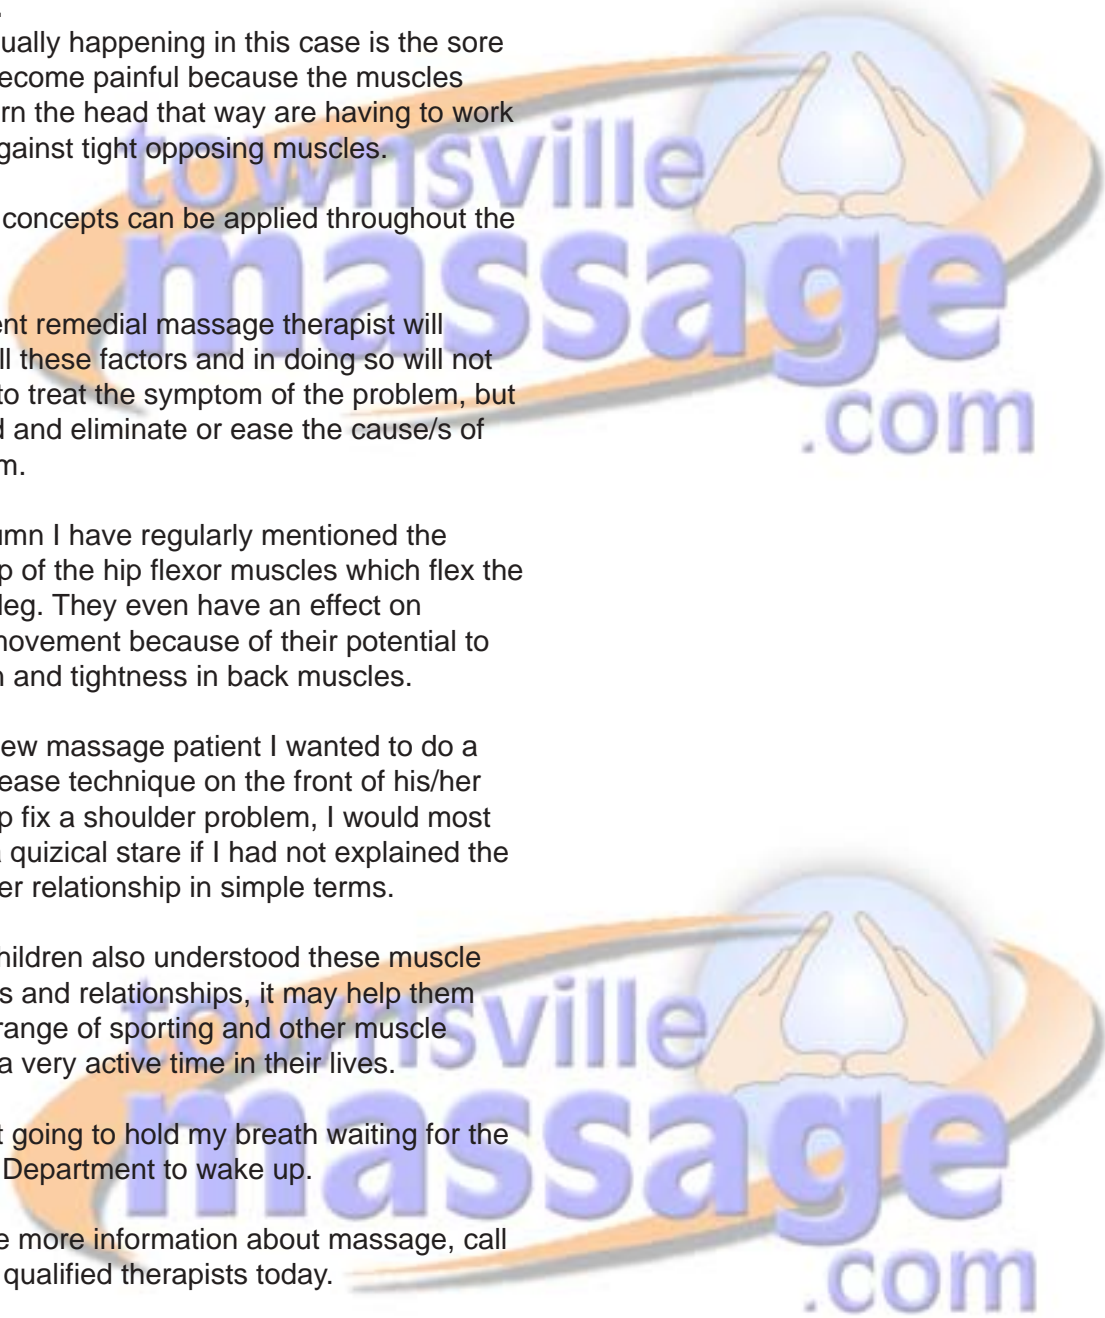 ually happening in this case is the sore
ecome painful because the muscles
rn the head that way are having to work
gainst tight opposing muscles.
concepts can be applied throughout the
ent remedial massage therapist will
ll these factors and in doing so will not
to treat the symptom of the problem, but
d and eliminate or ease the cause/s of
m.
umn I have regularly mentioned the
p of the hip flexor muscles which flex the
leg. They even have an effect on
movement because of their potential to
n and tightness in back muscles.
ew massage patient I wanted to do a
ease technique on the front of his/her
p fix a shoulder problem, I would most
a quizical stare if I had not explained the
er relationship in simple terms.
hildren also understood these muscle
s and relationships, it may help them
range of sporting and other muscle
a very active time in their lives.
t going to hold my breath waiting for the
Department to wake up.
e more information about massage, call
qualified therapists today.
townsville
massage
.com
townsville
massage
.com